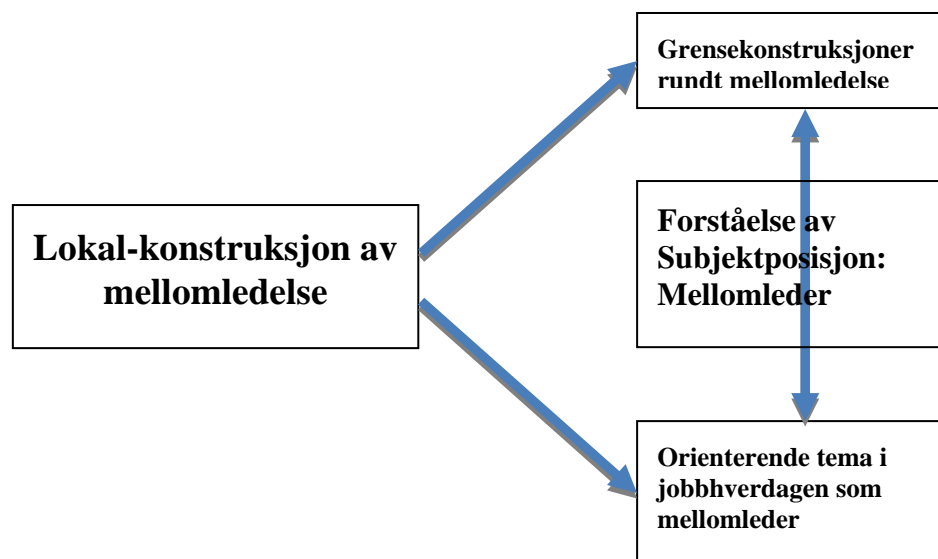 Grensekonstruksjoner
rundt mellomledelse
Lokal-konstruksjon av
mellomledelse
Forståelse av
Subjektposisjon:
Mellomleder
Orienterende tema i
jobbhverdagen som
mellomleder